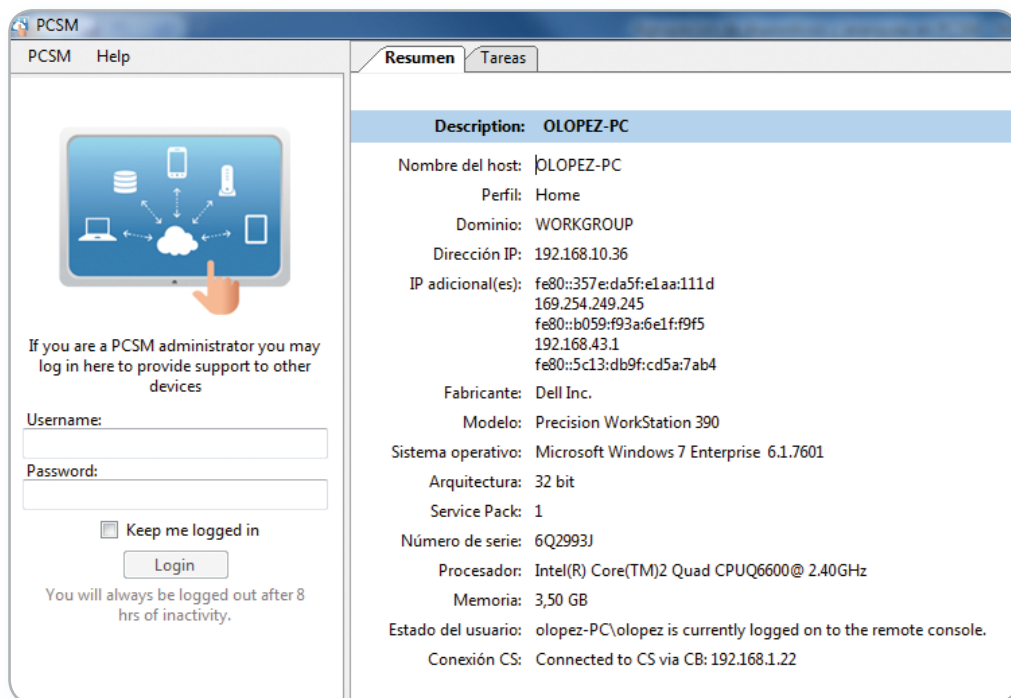 PCSM
PCSM Help
If you are a PCSM administrator you may
log in here to provide support to other
devices
Username:
Password:
Keep me logged in
Login
You will always be logged out after 8
hrs of inactivity.
Resumen Tareas
Description: OLOPEZ-PC
Nombre del host: OLOPEZ-PC
Perfil: Home
Dominio: WORKGROUP
Dirección IP: 192.168.10.36
IP adicional(es): fe80::357e:da5f:e1aa:111d
169.254.249.245
fe80::b059:f93a:6e1f:f9f5
192.168.43.1
fe80::5c13:db9f:cd5a:7ab4
Fabricante: Dell Inc.
Modelo: Precision WorkStation 390
Sistema operativo: Microsoft Windows 7 Enterprise 6.1.7601
Arquitectura: 32 bit
Service Pack: 1
Número de serie: 6Q2993J
Procesador: Intel(R) Core(TM)2 Quad CPUQ6600@ 2.40GHz
Memoria: 3,50 GB
Estado del usuario: olopez-PC\olopez is currently logged on to the remote console.
Conexión CS: Connected to CS via CB: 192.168.1.22